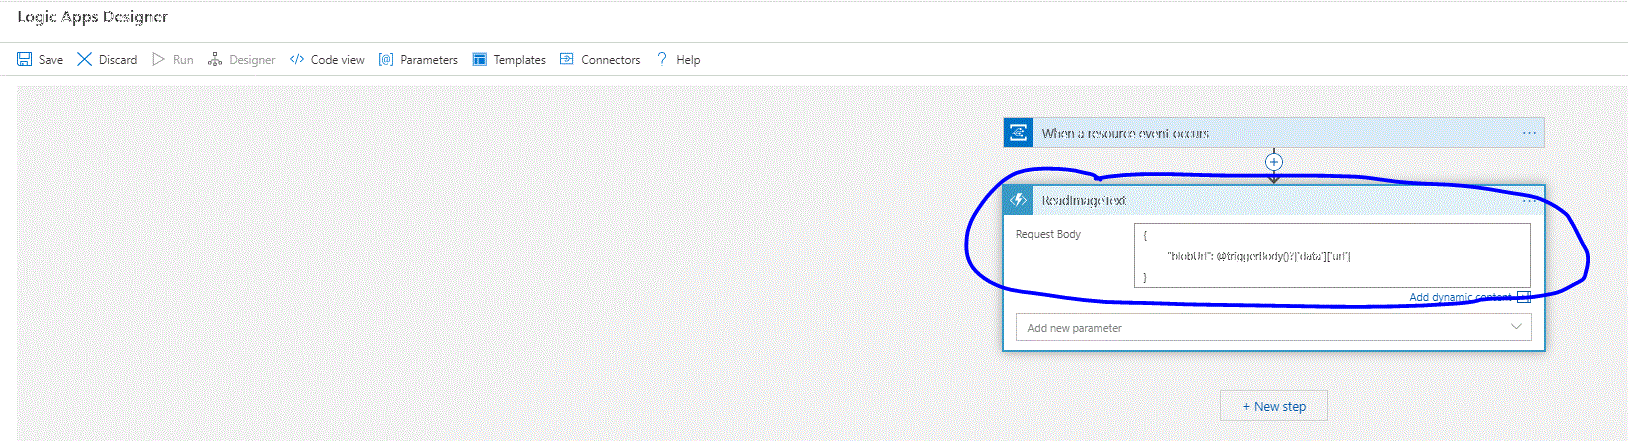 Logic Apps Designer
Save Discard Run Designer </> Code view [@] Parameters Templates Connectors ? Help
When a resource event occurs ...
ReadImageText ...
Request Body
{
"blobUrl": @triggerBody()?['data']['url']
}
Add dynamic content
Add new parameter
+ New step